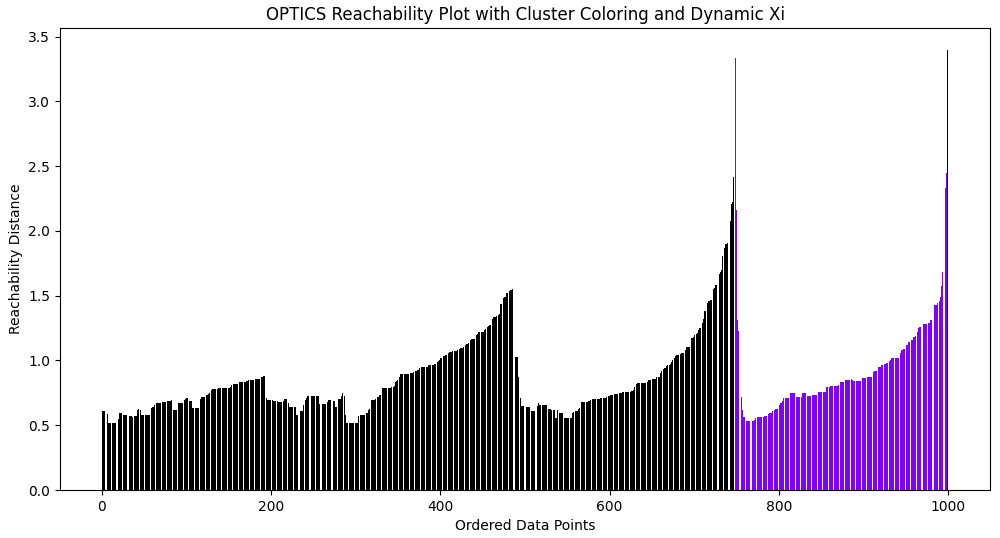 OPTICS Reachability Plot with Cluster Coloring and Dynamic Xi
3.5
3.0
2.5
2.0
1.5
1.0
0.5
0.0
Reachability Distance
0 200 400 600 800 1000
Ordered Data Points